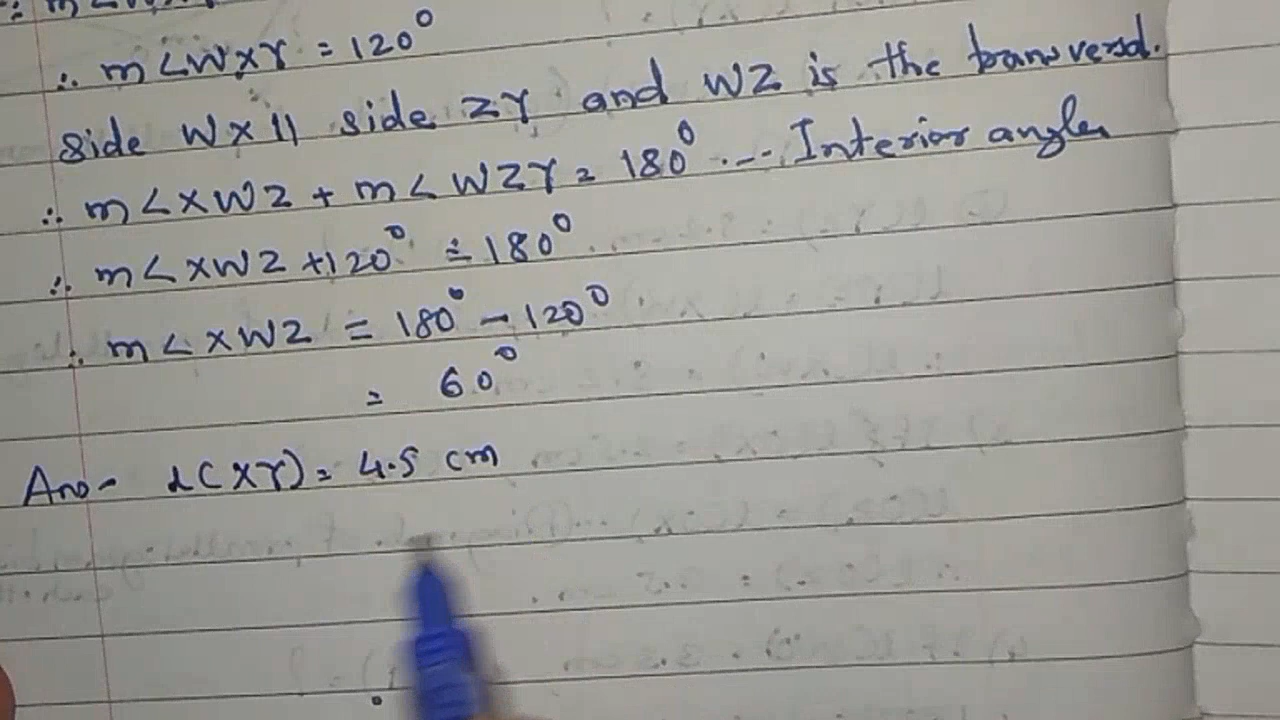 ∴ m<WXY = 120°
side WX || side ZY and WZ is the transversal.
∴ m<XWZ + m<WZY = 180° ... Interior angles
∴ m<XWZ +120° = 180°
∴ m<XWZ = 180° - 120°
= 60°
Ans- l(XY) = 4.5 cm